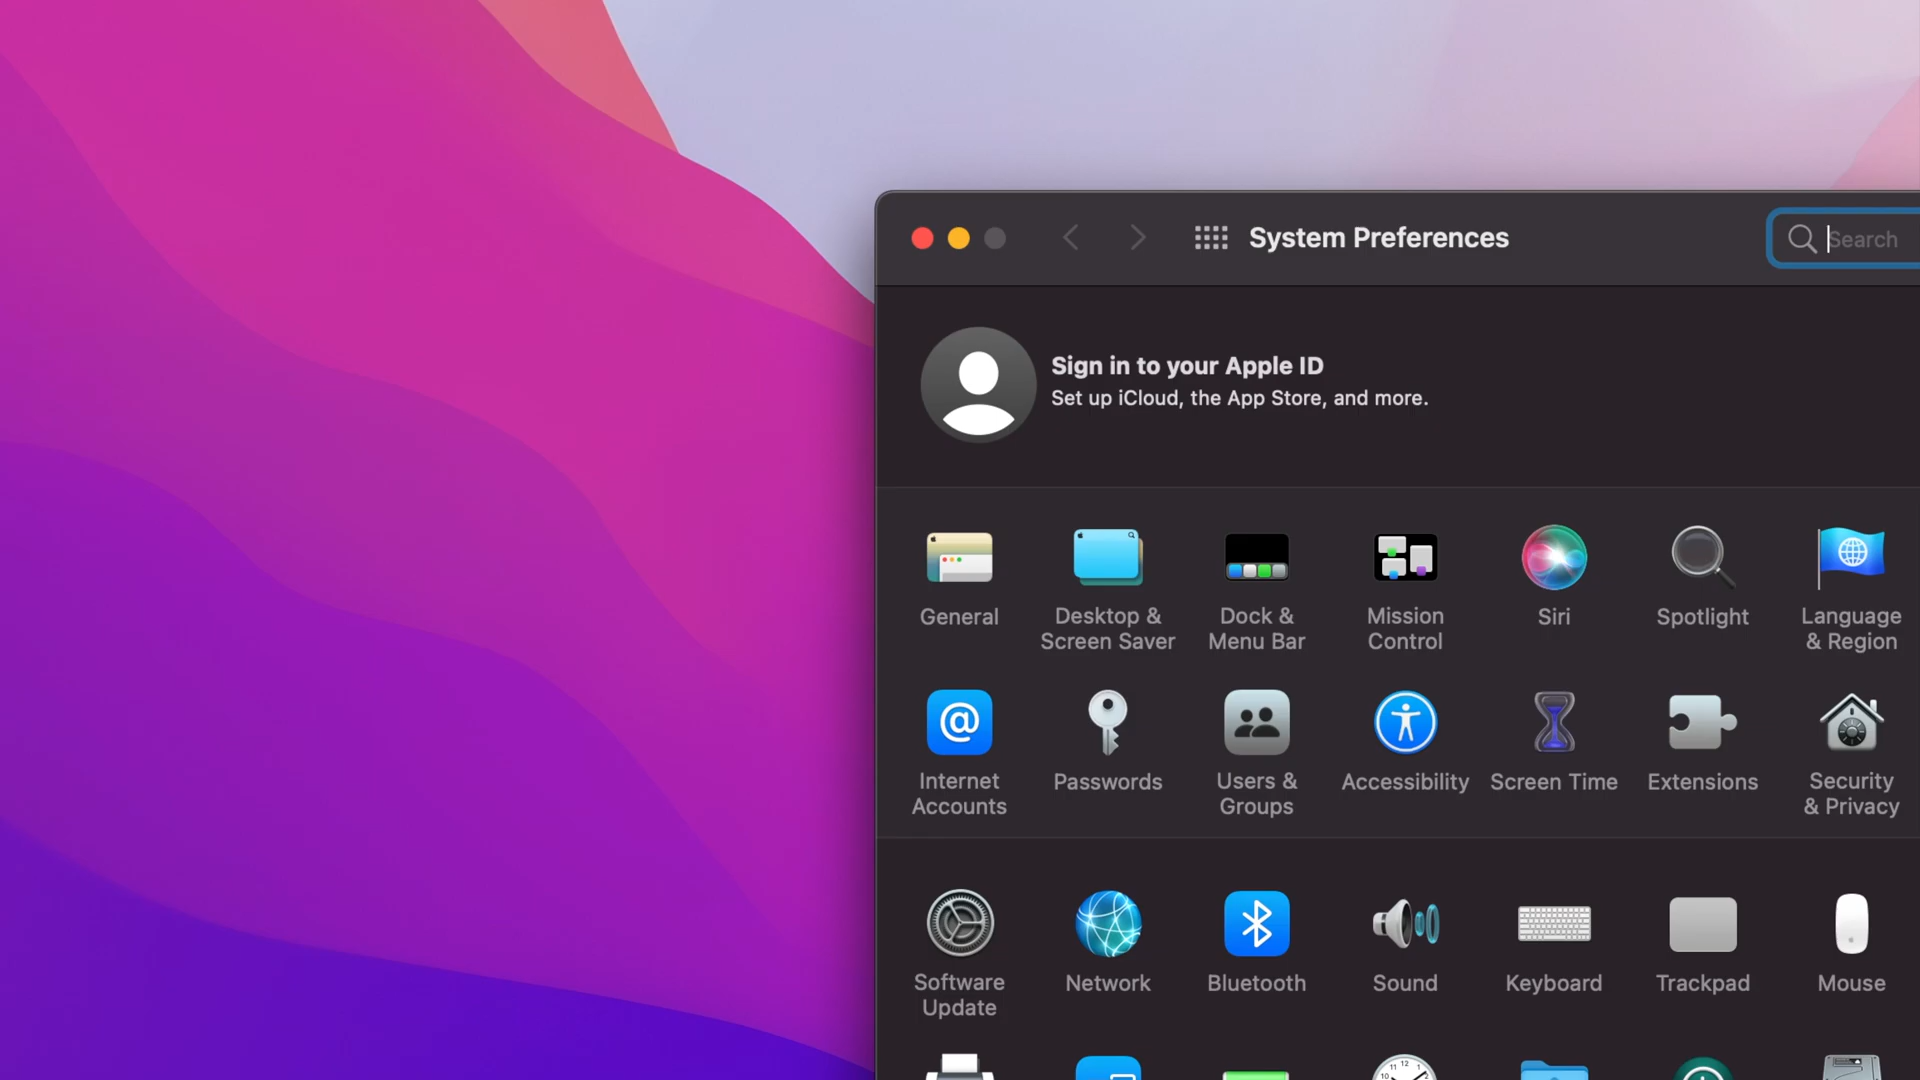 System Preferences
Search
Sign in to your Apple ID
Set up iCloud, the App Store, and more.
General
Desktop &
Screen Saver
Dock &
Menu Bar
Mission
Control
Siri
Spotlight
Language
& Region
Internet
Accounts
Passwords
Users &
Groups
Accessibility
Screen Time
Extensions
Security
& Privacy
Software
Update
Network
Bluetooth
Sound
Keyboard
Trackpad
Mouse